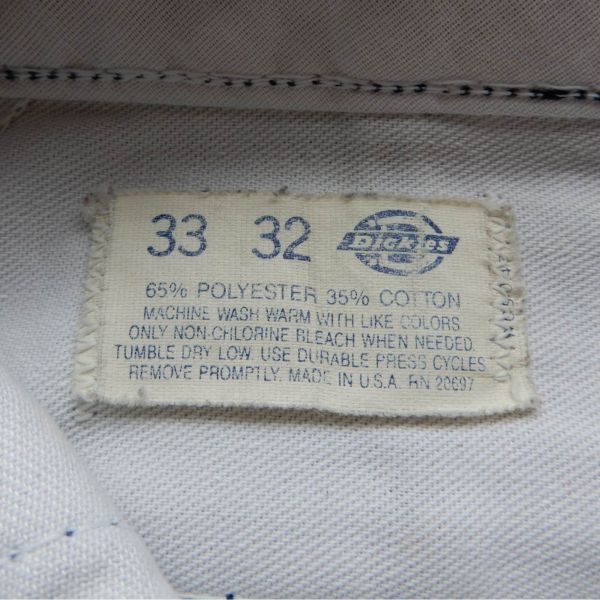 33 32 DICKIES
65% POLYESTER 35% COTTON
MACHINE WASH WARM WITH LIKE COLORS
ONLY NON-CHLORINE BLEACH WHEN NEEDED.
TUMBLE DRY LOW. USE DURABLE PRESS CYCLES
REMOVE PROMPTLY. MADE IN U.S.A. RN 20697